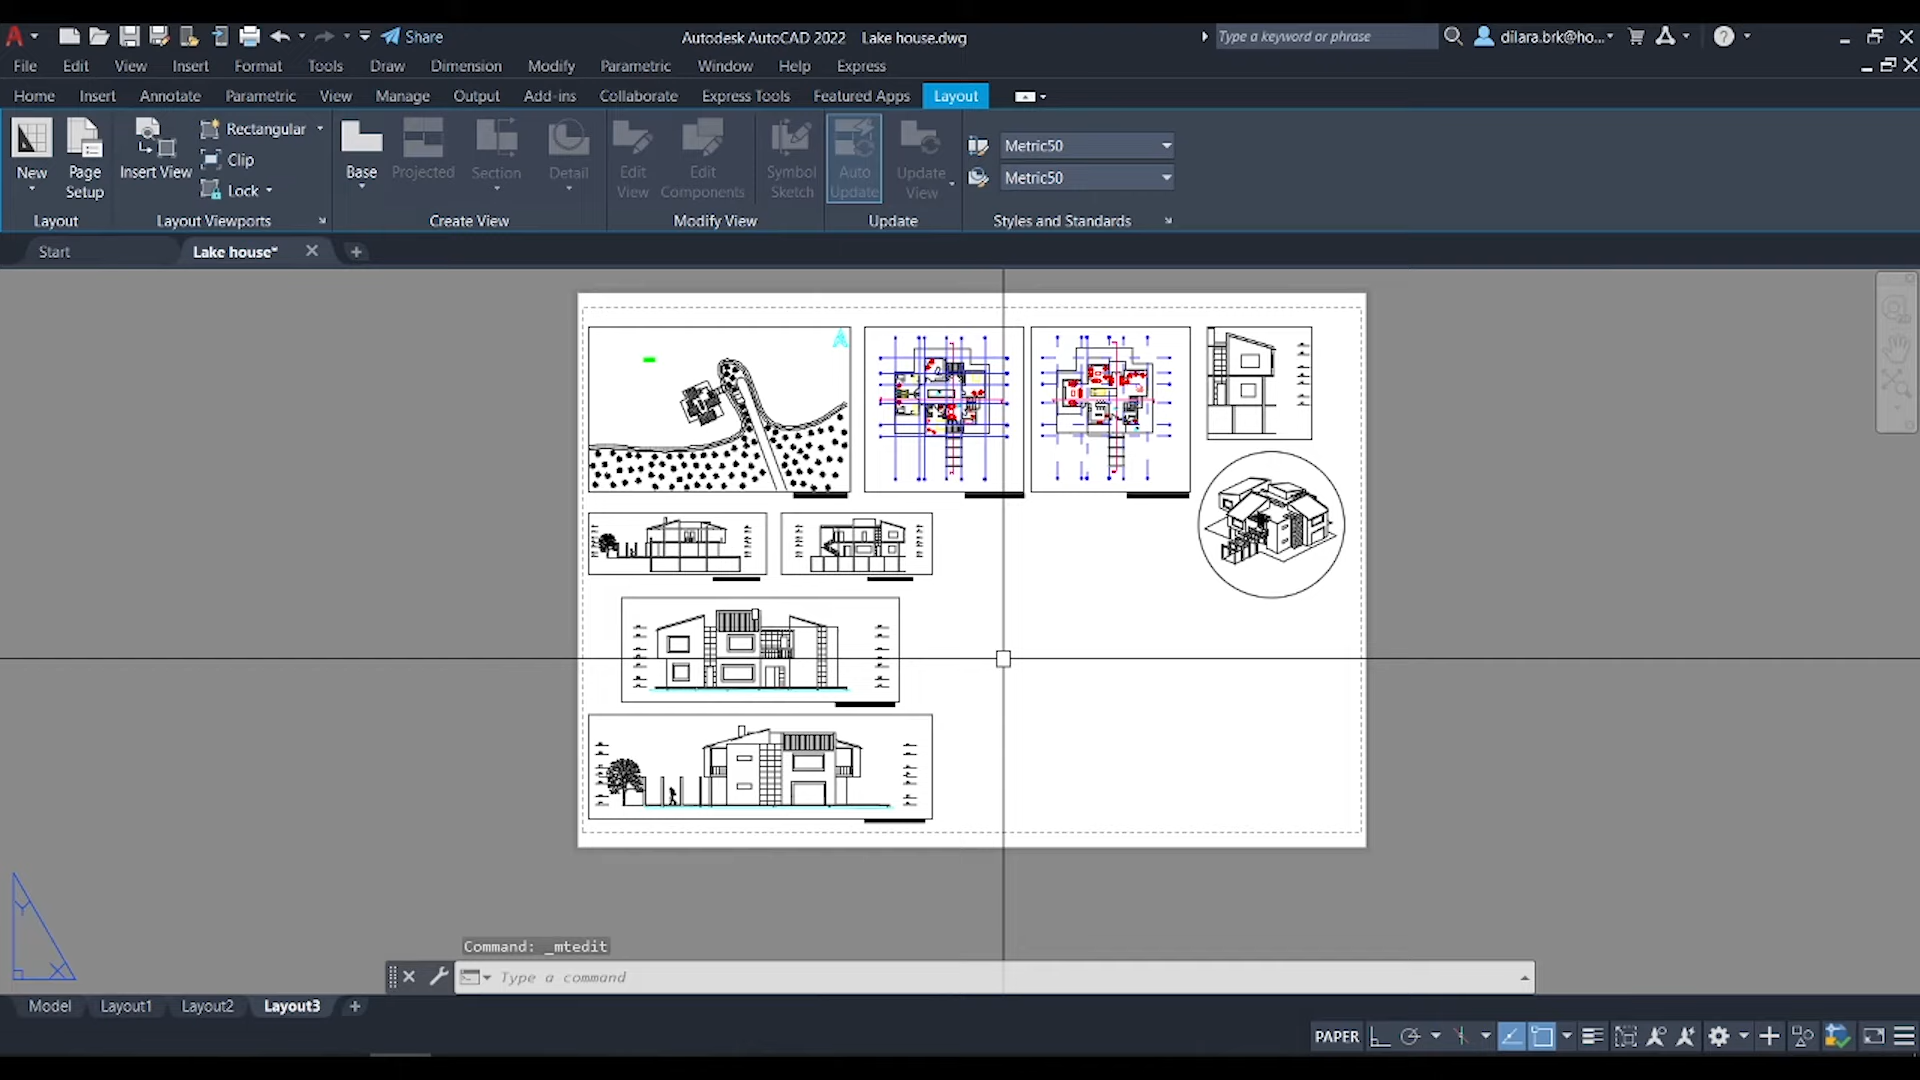 Share
Autodesk AutoCAD 2022 Lake house.dwg
Type a keyword or phrase
dilara.brk@ho...
File Edit View Insert Format Tools Draw Dimension Modify Parametric Window Help Express
Home Insert Annotate Parametric View Manage Output Add-ins Collaborate Express Tools Featured Apps Layout
New
Page Setup
Insert View
Rectangular
Clip
Lock
Base
Projected
Section
Detail
Edit View
Edit Components
Symbol Sketch
Auto Update
Update View
Metric50
Metric50
Layout
Layout Viewports
Create View
Modify View
Update
Styles and Standards
Start
Lake house*
Y
X
Command: _mtedit
Type a command
Model Layout1 Layout2 Layout3
PAPER